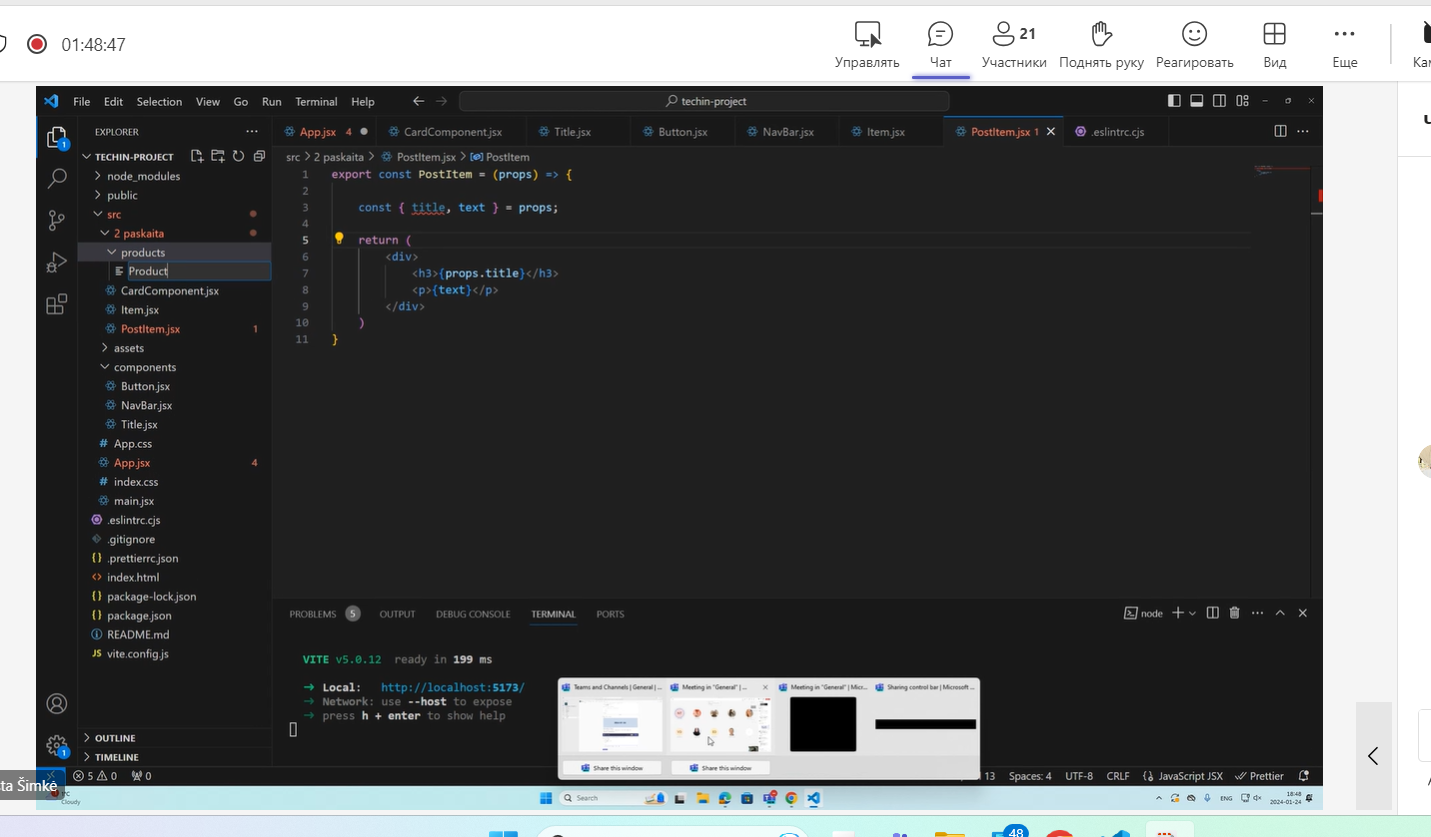 01:48:47
21
Управлять
Чат
Участники
Поднять руку
Реагировать
Вид
Еще
File Edit Selection View Go Run Terminal Help
techin-project
EXPLORER
App.jsx 4
CardComponent.jsx
Title.jsx
Button.jsx
NavBar.jsx
Item.jsx
PostItem.jsx 1
.eslintrc.cjs
TECHIN-PROJECT
src > 2 paskaita > PostItem.jsx > PostItem
node_modules
public
src
2 paskaita
products
Product
CardComponent.jsx
Item.jsx
PostItem.jsx 1
assets
components
Button.jsx
NavBar.jsx
Title.jsx
App.css
App.jsx 4
index.css
main.jsx
.eslintrc.cjs
.gitignore
.prettierrc.json
index.html
package-lock.json
package.json
README.md
vite.config.js
OUTLINE
TIMELINE
1 export const PostItem = (props) => {
2
3 const { title, text } = props;
4
5 return (
6 <div>
7 <h3>{props.title}</h3>
8 <p>{text}</p>
9 </div>
10 )
11 }
PROBLEMS 5 OUTPUT DEBUG CONSOLE TERMINAL PORTS
node
VITE v5.0.12 ready in 199 ms
➜ Local: http://localhost:5173/
➜ Network: use --host to expose
➜ press h + enter to show help
Teams and Channels | General | ...
Meeting in "General" | ...
Meeting in "General" | Micr...
Sharing control bar | Microsoft ...
Share this window
Share this window
5 0 0
13 Spaces: 4 UTF-8 CRLF {} JavaScript JSX Prettier
ta Šimkė
Cloudy
Search
ENG
18:48
2024-01-24
48